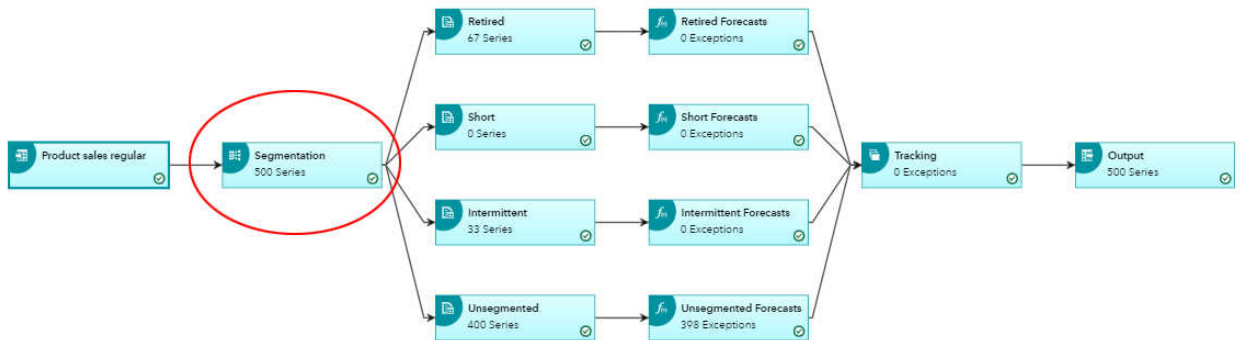 Product sales regular
Segmentation
500 Series
Retired
67 Series
Retired Forecasts
0 Exceptions
Short
0 Series
Short Forecasts
0 Exceptions
Intermittent
33 Series
Intermittent Forecasts
0 Exceptions
Unsegmented
400 Series
Unsegmented Forecasts
398 Exceptions
Tracking
0 Exceptions
Output
500 Series